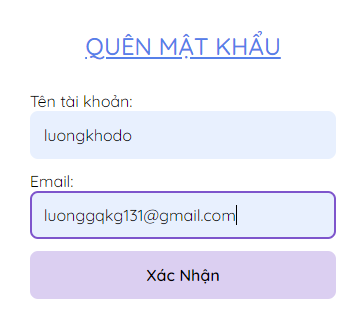 QUÊN MẬT KHẨU
Tên tài khoản:
luongkhodo
Email:
luonggqkg131@gmail.com
Xác Nhận